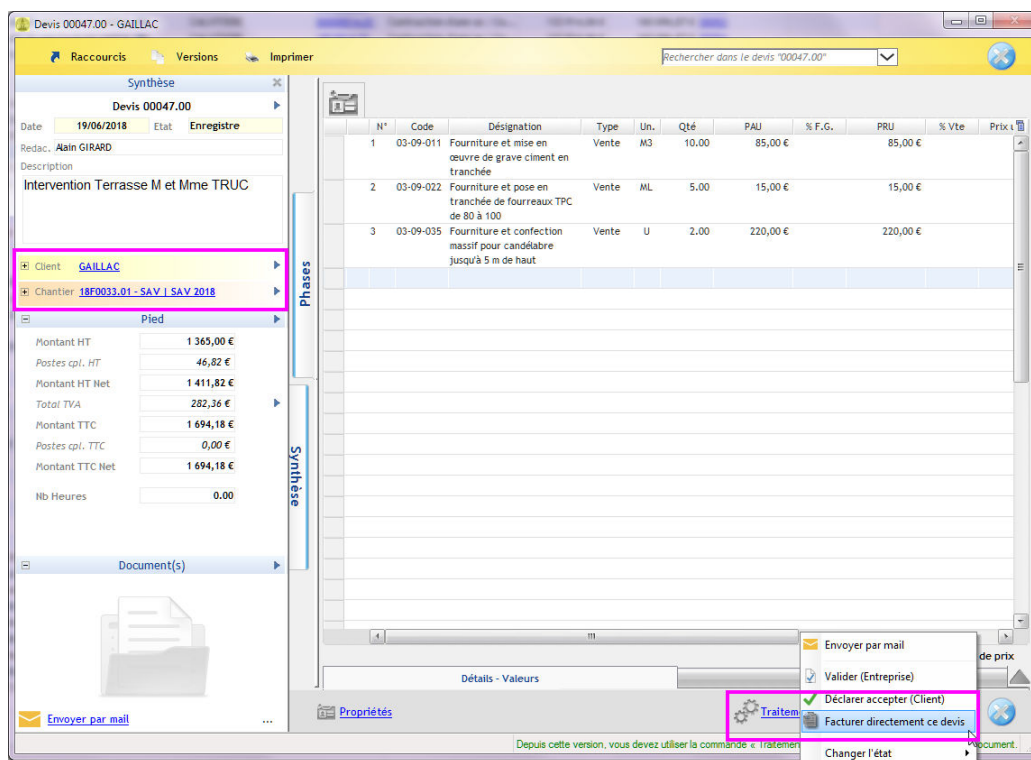 Devis 00047.00 - GAILLAC
Raccourcis Versions Imprimer
Rechercher dans le devis "00047.00"
Synthèse
Devis 00047.00
Date 19/06/2018 Etat Enregistre
Redac. Alain GIRARD
Description
Intervention Terrasse M et Mme TRUC
Client GAILLAC
Chantier 18F0033.01 - SAV | SAV 2018
Pied
Montant HT 1 365,00 €
Postes cpl. HT 46,82 €
Montant HT Net 1 411,82 €
Total TVA 282,36 €
Montant TTC 1 694,18 €
Postes cpl. TTC 0,00 €
Montant TTC Net 1 694,18 €
Nb Heures 0.00
Document(s)
Envoyer par mail ...
Phases
Synthèse
N° Code Désignation Type Un. Qté PAU % F.G. PRU % Vte Prix
1 03-09-011 Fourniture et mise en Vente M3 10.00 85,00 € 85,00 €
œuvre de grave ciment en
tranchée
2 03-09-022 Fourniture et pose en Vente ML 5.00 15,00 € 15,00 €
tranchée de fourreaux TPC
de 80 à 100
3 03-09-035 Fourniture et confection Vente U 2.00 220,00 € 220,00 €
massif pour candélabre
jusqu'à 5 m de haut
de prix
Détails - Valeurs
Propriétés
Traitem
Envoyer par mail
Valider (Entreprise)
Déclarer accepter (Client)
Facturer directement ce devis
Changer l'état
Depuis cette version, vous devez utiliser la commande « Traitemen ocument.